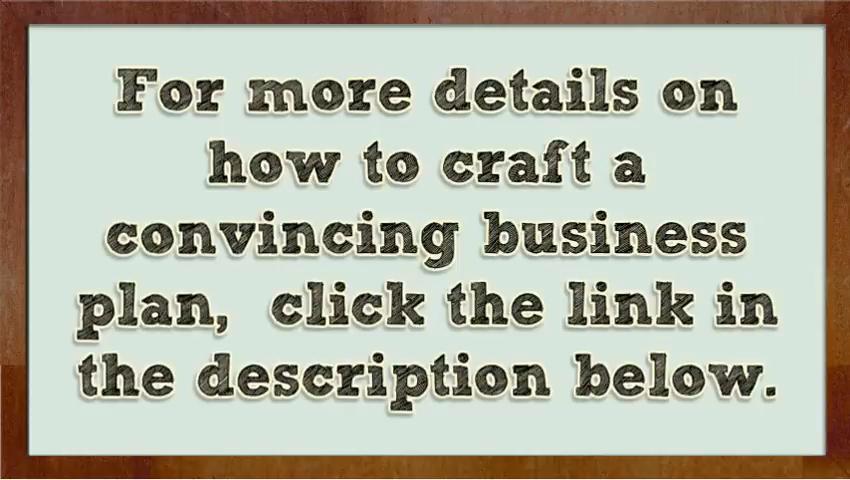 For more details on
how to craft a
convincing business
plan,  click the link in
the description below.